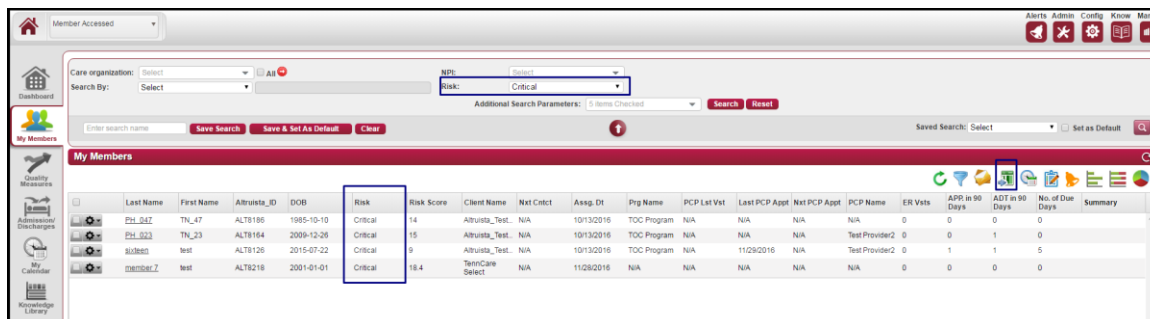 Member Accessed
Alerts Admin Config Know Man
Dashboard
My Members
Quality Measures
Admission/ Discharges
My Calendar
Knowledge Library
Care organization: Select All NPI: Select
Search By: Select Risk: Critical
Additional Search Parameters: 5 items Checked Search Reset
Enter search name Save Search Save & Set As Default Clear Saved Search: Select Set as Default
My Members
Last Name First Name Altruista_ID DOB Risk Risk Score Client Name Nxt Cntct Assg. Dt Prg Name PCP Lst Vst Last PCP Appt Nxt PCP Appt PCP Name ER Vsts APP. in 90 Days ADT in 90 Days No. of Due Days Summary
PH_047 TN_47 ALT8186 1985-10-10 Critical 14 Altruista_Test.. N/A 10/13/2016 TOC Program N/A N/A N/A N/A 0 0 0 0
PH_023 TN_23 ALT8164 2009-12-26 Critical 15 Altruista_Test.. N/A 10/13/2016 TOC Program N/A N/A N/A Test Provider2 0 0 1 0
sixteen test ALT8126 2015-07-22 Critical 9 Altruista_Test.. N/A 10/13/2016 TOC Program N/A 11/29/2016 N/A Test Provider2 0 1 1 5
member 7 test ALT8216 2001-01-01 Critical 18.4 TennCare Select N/A 11/28/2016 N/A N/A N/A N/A N/A 0 0 0 0